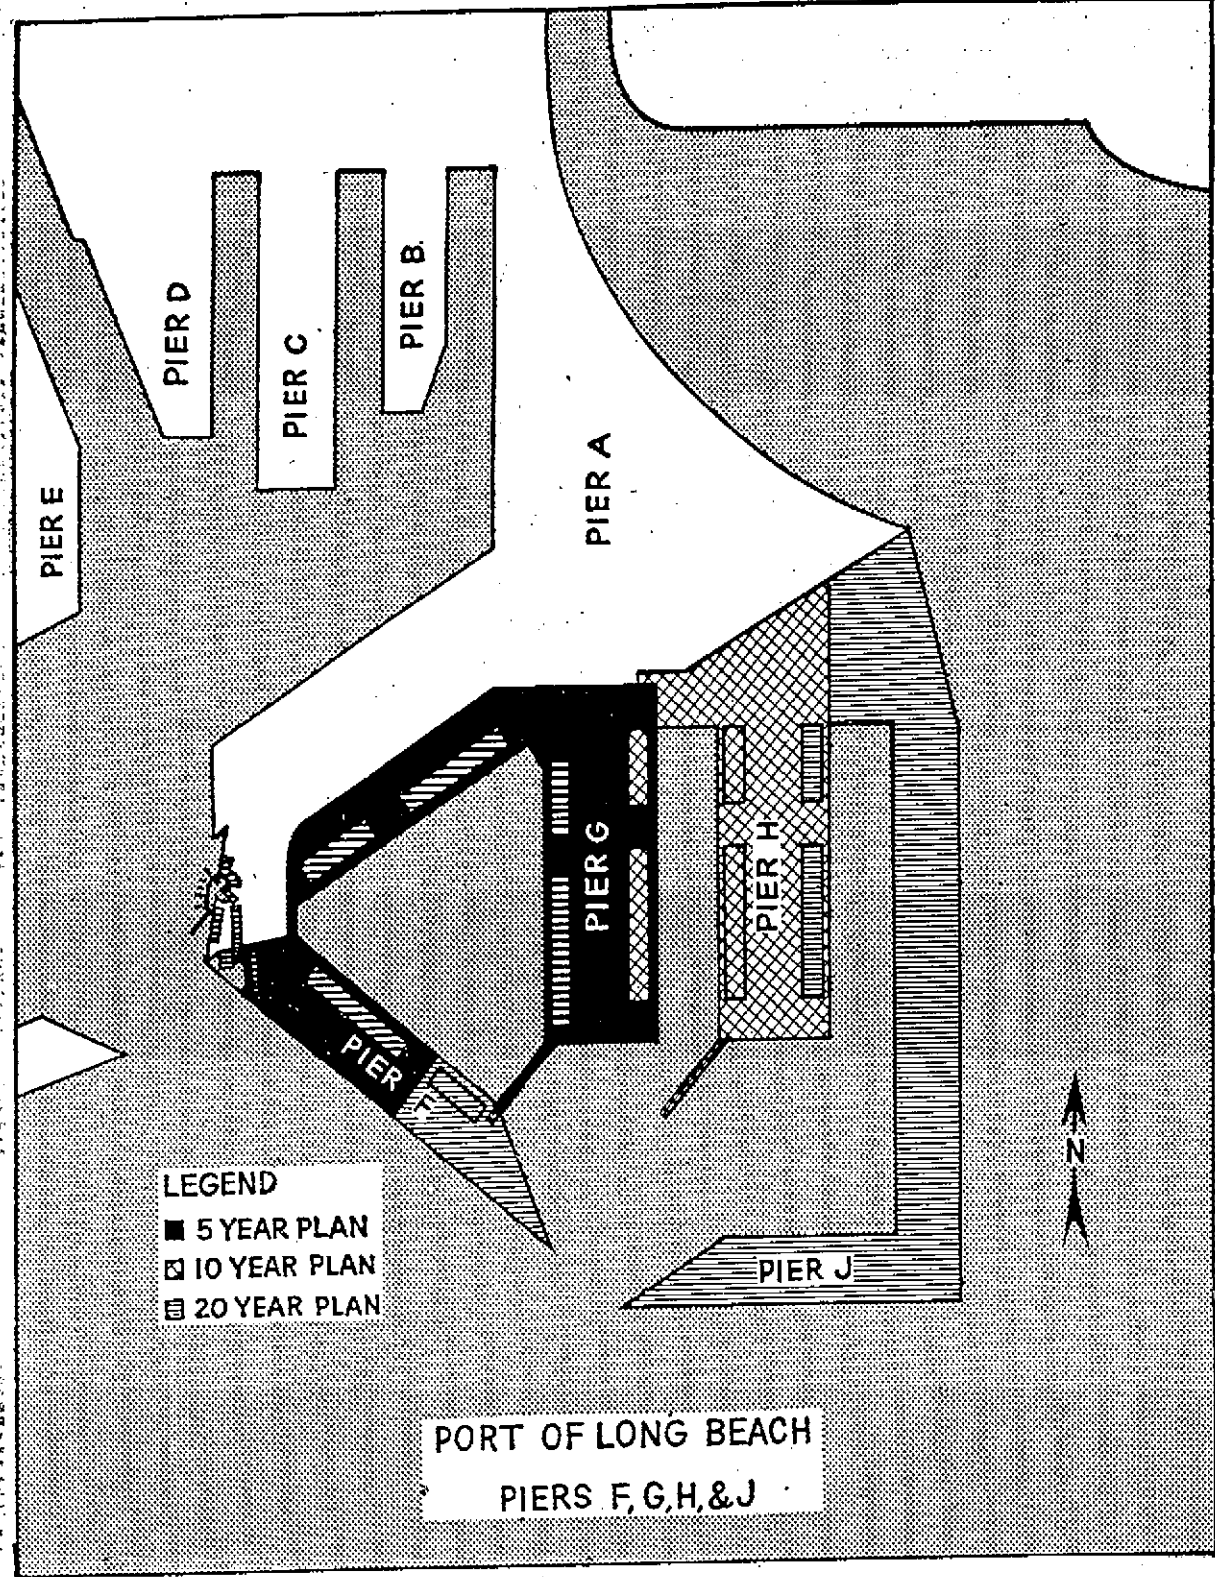 PIER D
PIER C
PIER B
PIER E
PIER A
PIER G
PIER H
PIER
F
LEGEND
5 YEAR PLAN
10 YEAR PLAN
20 YEAR PLAN
N
PIER J
PORT OF LONG BEACH
PIERS F, G, H, & J